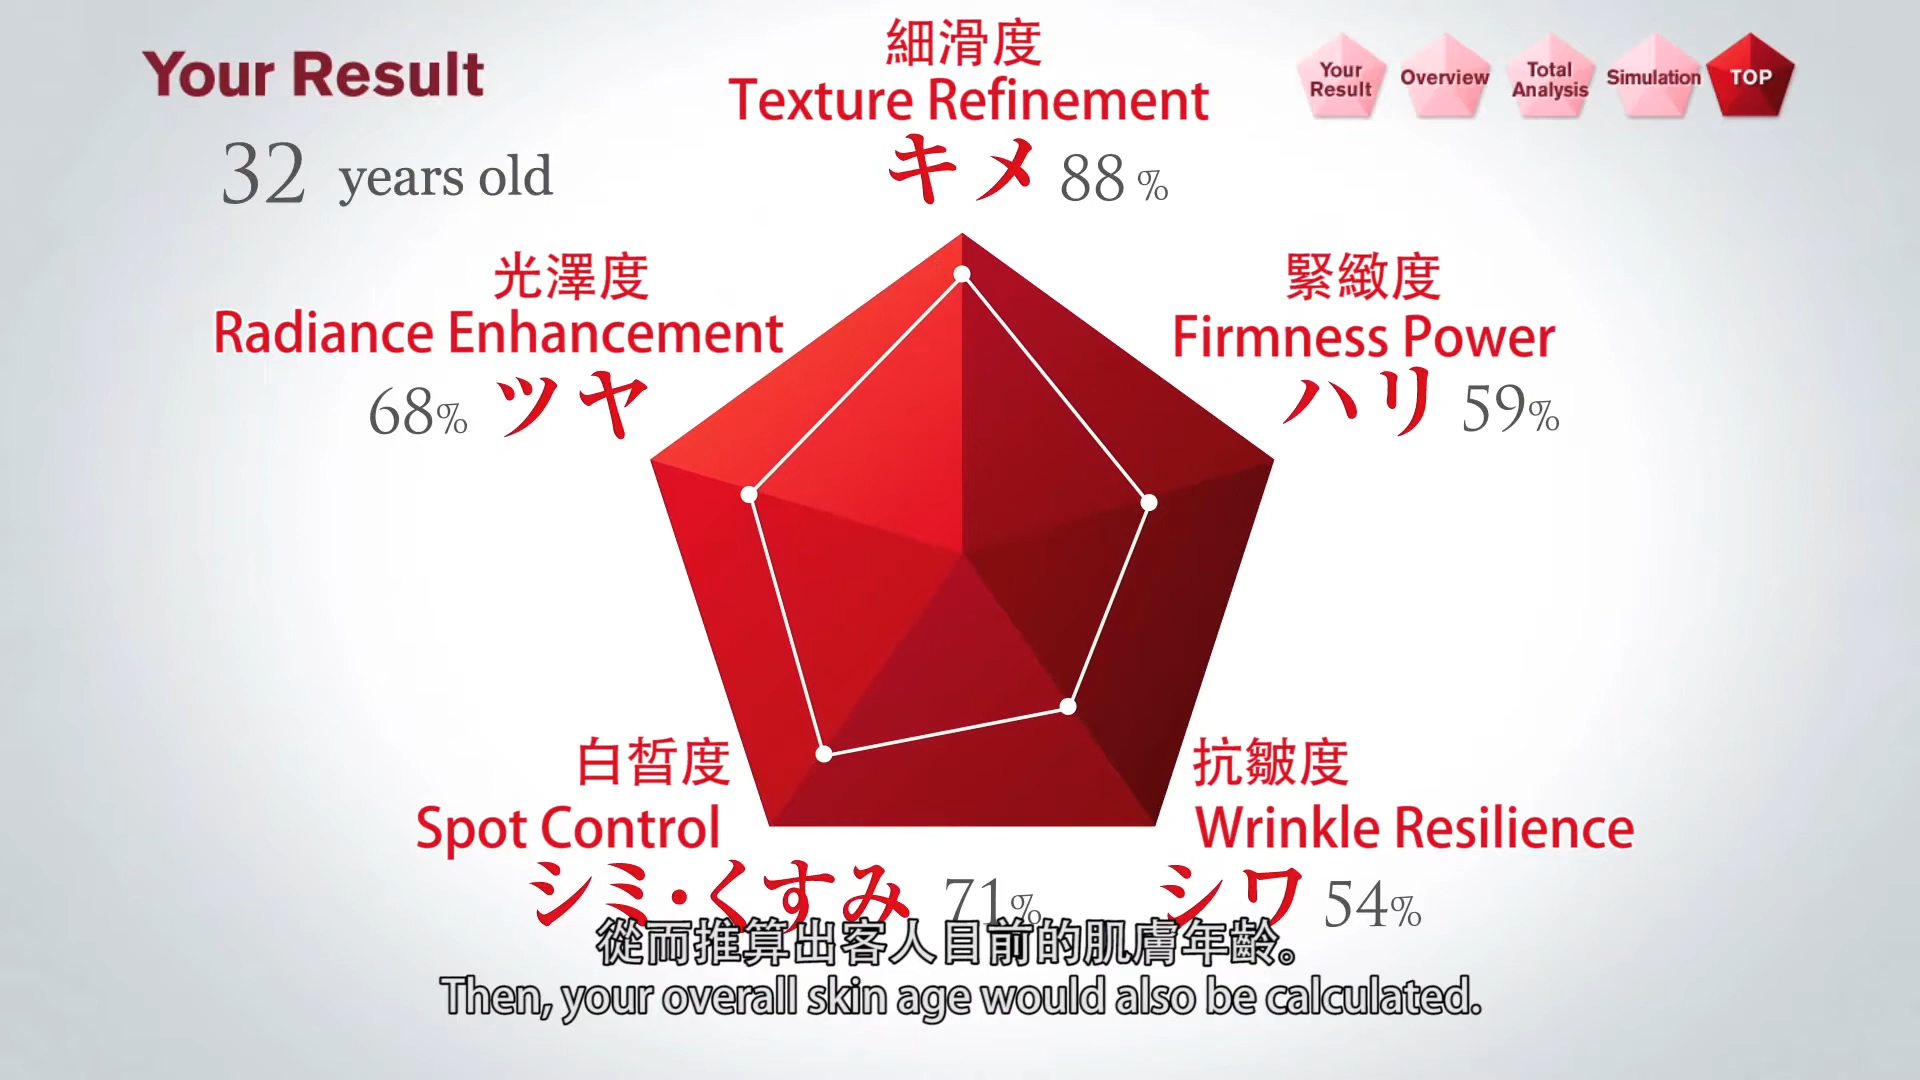 Your Result
32 years old
細滑度
Texture Refinement
キメ 88 %
Your
Result
Overview
Total
Analysis
Simulation
TOP
光澤度
Radiance Enhancement
68% ツヤ
緊緻度
Firmness Power
ハリ 59%
白皙度
Spot Control
シミ・くすみ 71%
抗皺度
Wrinkle Resilience
シワ 54%
從而推算出客人目前的肌膚年齡。
Then, your overall skin age would also be calculated.